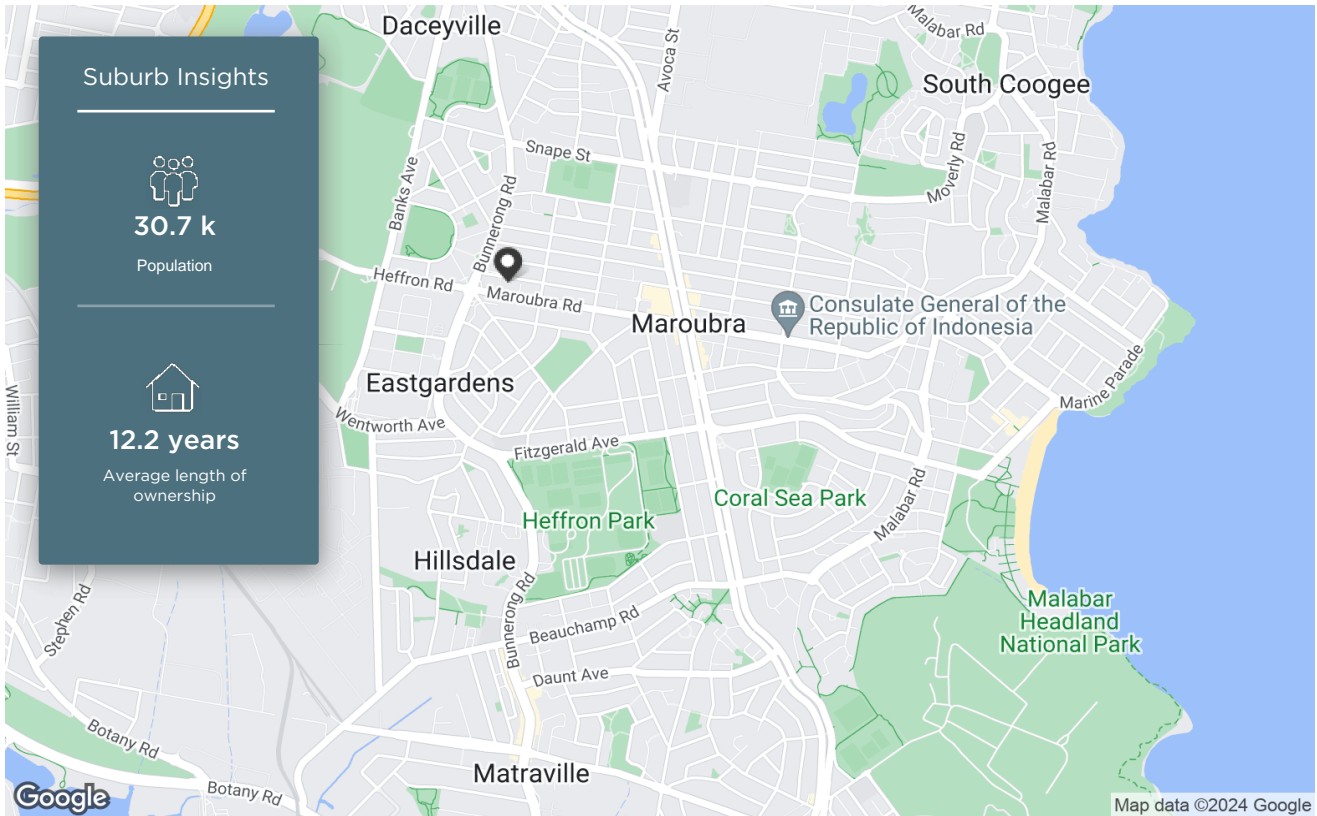 Suburb Insights
30.7 k
Population
12.2 years
Average length of
ownership
Daceyville
Malabar Rd
Avoca St
South Coogee
Snape St
Banks Ave
Bunnerong Rd
Moverly Rd
Malabar Rd
Heffron Rd
Maroubra Rd
Maroubra
Consulate General of the
Republic of Indonesia
Eastgardens
Marine Parade
William St
Wentworth Ave
Fitzgerald Ave
Coral Sea Park
Heffron Park
Malabar Rd
Hillsdale
Stephen Rd
Bunnerong Rd
Beauchamp Rd
Malabar
Headland
National Park
Daunt Ave
Botany Rd
Matraville
Botany Rd
Google
Map data ©2024 Google